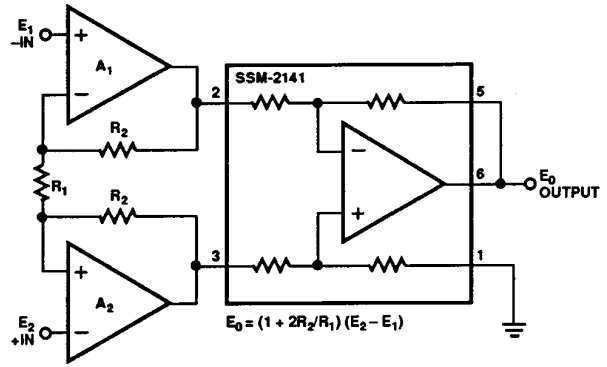 E1
–IN
+
A1
–
R2
R1
R2
+
A2
E2
+IN
–
SSM-2141
2
5
–
6
+
3
1
E0
OUTPUT
E0 = (1 + 2R2/R1) (E2 – E1)